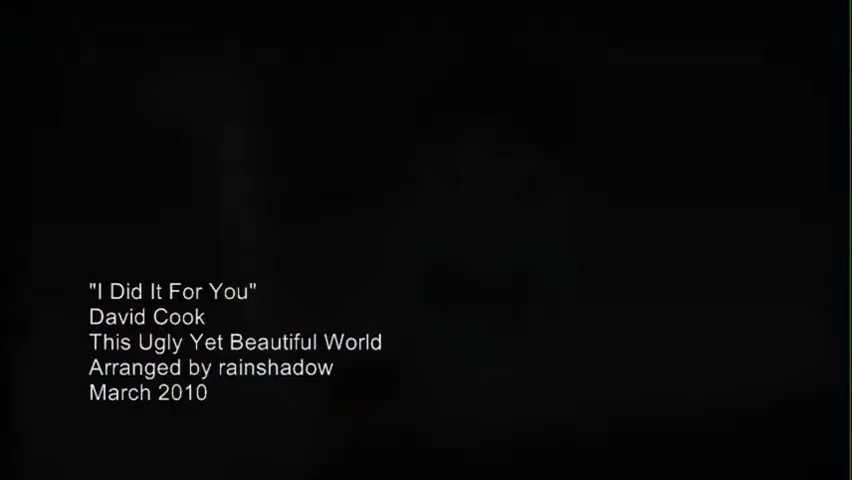 "I Did It For You"
David Cook
This Ugly Yet Beautiful World
Arranged by rainshadow
March 2010